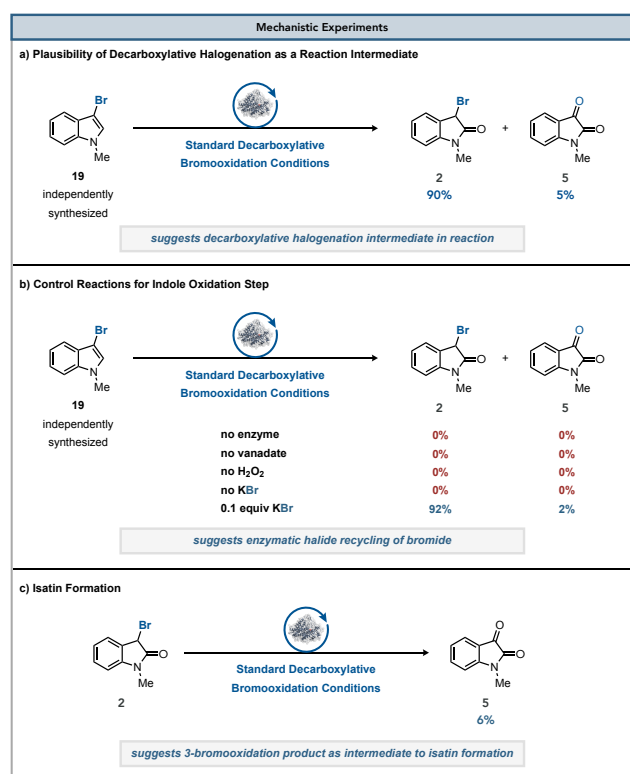 Mechanistic Experiments
a) Plausibility of Decarboxylative Halogenation as a Reaction Intermediate
Br
N
Me
19
independently
synthesized
Standard Decarboxylative
Bromooxidation Conditions
Br
O
N
Me
2
90%
+
O
O
N
Me
5
5%
suggests decarboxylative halogenation intermediate in reaction
b) Control Reactions for Indole Oxidation Step
Br
N
Me
19
independently
synthesized
Standard Decarboxylative
Bromooxidation Conditions
Br
O
N
Me
2
+
O
O
N
Me
5
no enzyme 0% 0%
no vanadate 0% 0%
no H₂O₂ 0% 0%
no KBr 0% 0%
0.1 equiv KBr 92% 2%
suggests enzymatic halide recycling of bromide
c) Isatin Formation
Br
O
N
Me
2
Standard Decarboxylative
Bromooxidation Conditions
O
O
N
Me
5
6%
suggests 3-bromooxidation product as intermediate to isatin formation